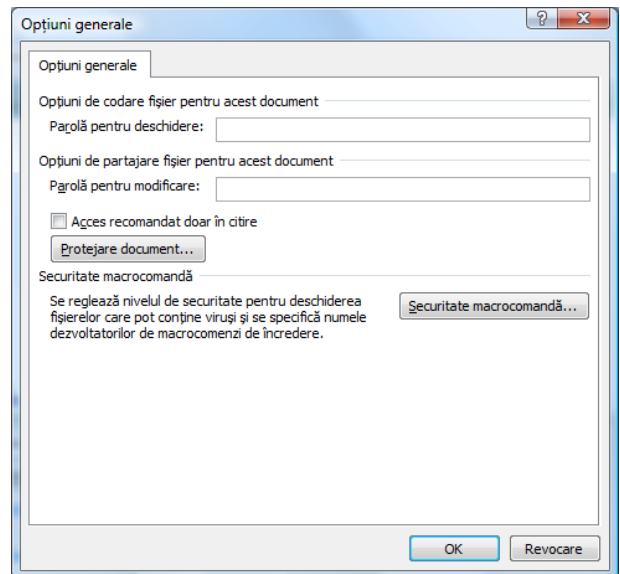 Opțiuni generale
Opțiuni generale
Opțiuni de codare fișier pentru acest document
Parolă pentru deschidere:
Opțiuni de partajare fișier pentru acest document
Parolă pentru modificare:
Acces recomandat doar în citire
Protejare document...
Securitate macrocomandă
Se reglează nivelul de securitate pentru deschiderea
fișierelor care pot conține viruși și se specifică numele
dezvoltatorilor de macrocomenzi de încredere.
Securitate macrocomandă...
OK
Revocare